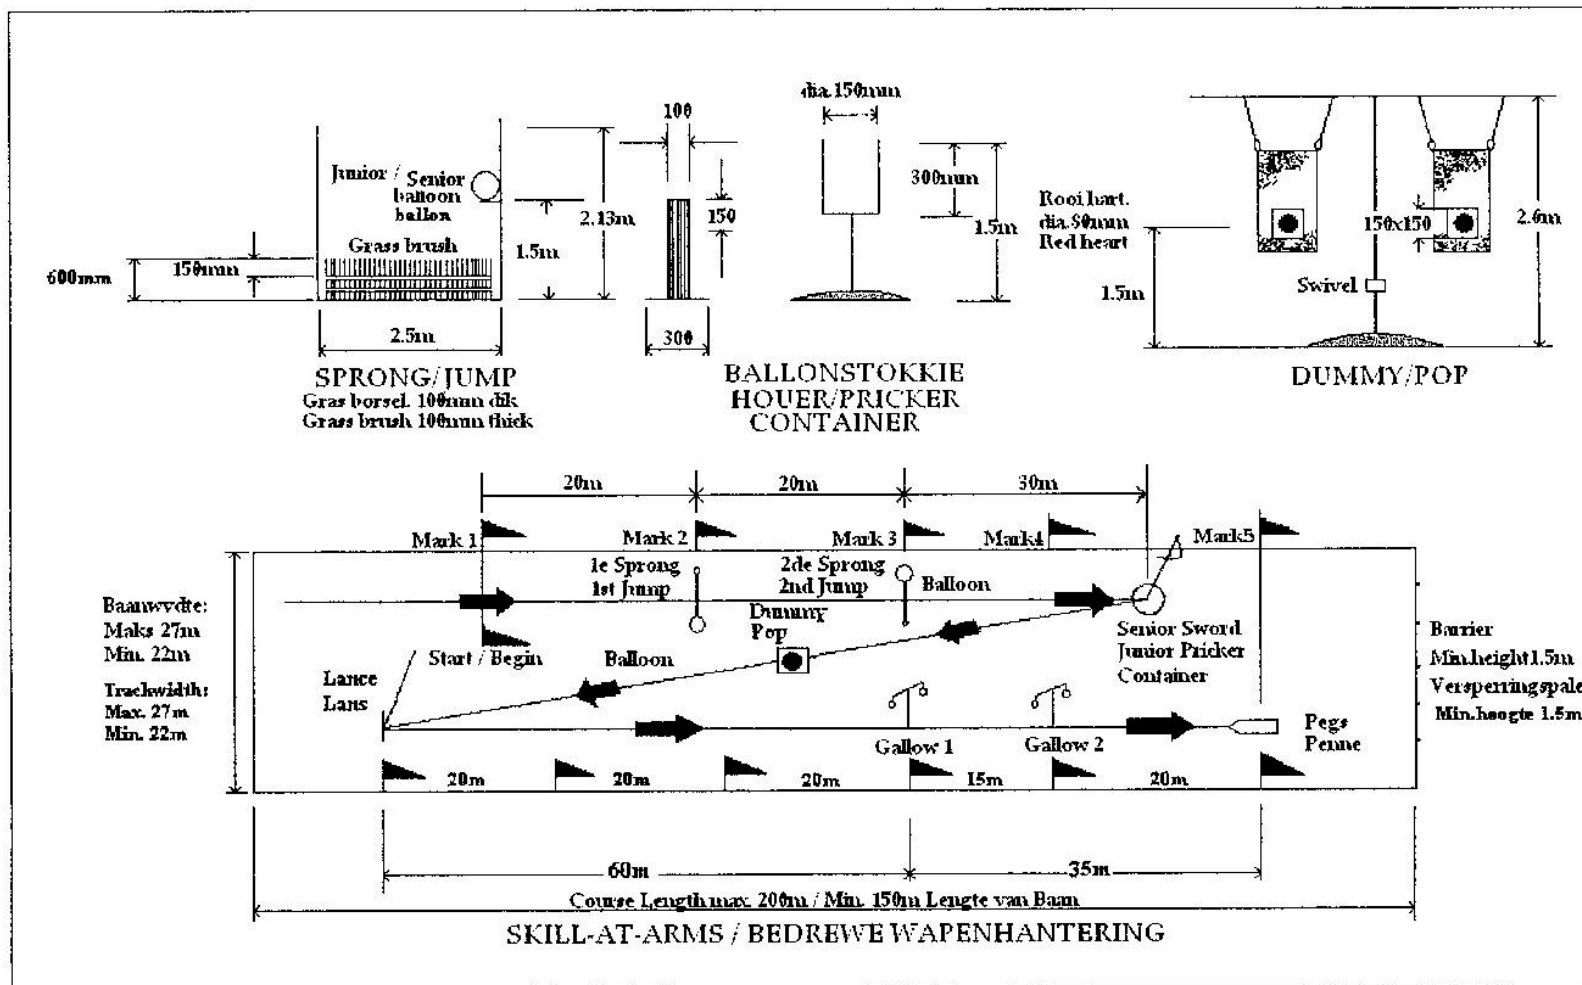 dia.150mm
100
Junior / Senior
balloon
ballon
2.13m
1.5m
Grass brush
600mm
150mm
2.5m
SPRONG/JUMP
Gras borsel. 100mm dik
Grass brush 100mm thick
150
300
300mm
1.5m
BALLONSTOKKIE
HOUER/PRICKER
CONTAINER
Rooi hart.
dia.80mm
Red heart
150x150
2.0m
1.5m
Swivel
DUMMY/POP
20m
20m
30m
Mark 1
Mark 2
Mark 3
Mark4
Mark5
1e Sprong
1st Jump
2de Sprong
2nd Jump
Balloon
Dummy
Pop
Start / Begin
Balloon
Lance
Lans
Senior Sword
Junior Pricker
Container
Baanwydte:
Maks 27m
Min. 22m
Trackwidth:
Max. 27m
Min. 22m
Barrier
Min.height 1.5m
Versperringspale
Min.hoogte 1.5m
Gallow 1
Gallow 2
Pegs
Penne
20m
20m
20m
15m
20m
60m
35m
Course Length max. 200m / Min. 150m Lengte van Baan
SKILL-AT-ARMS / BEDREWE WAPENHANTERING